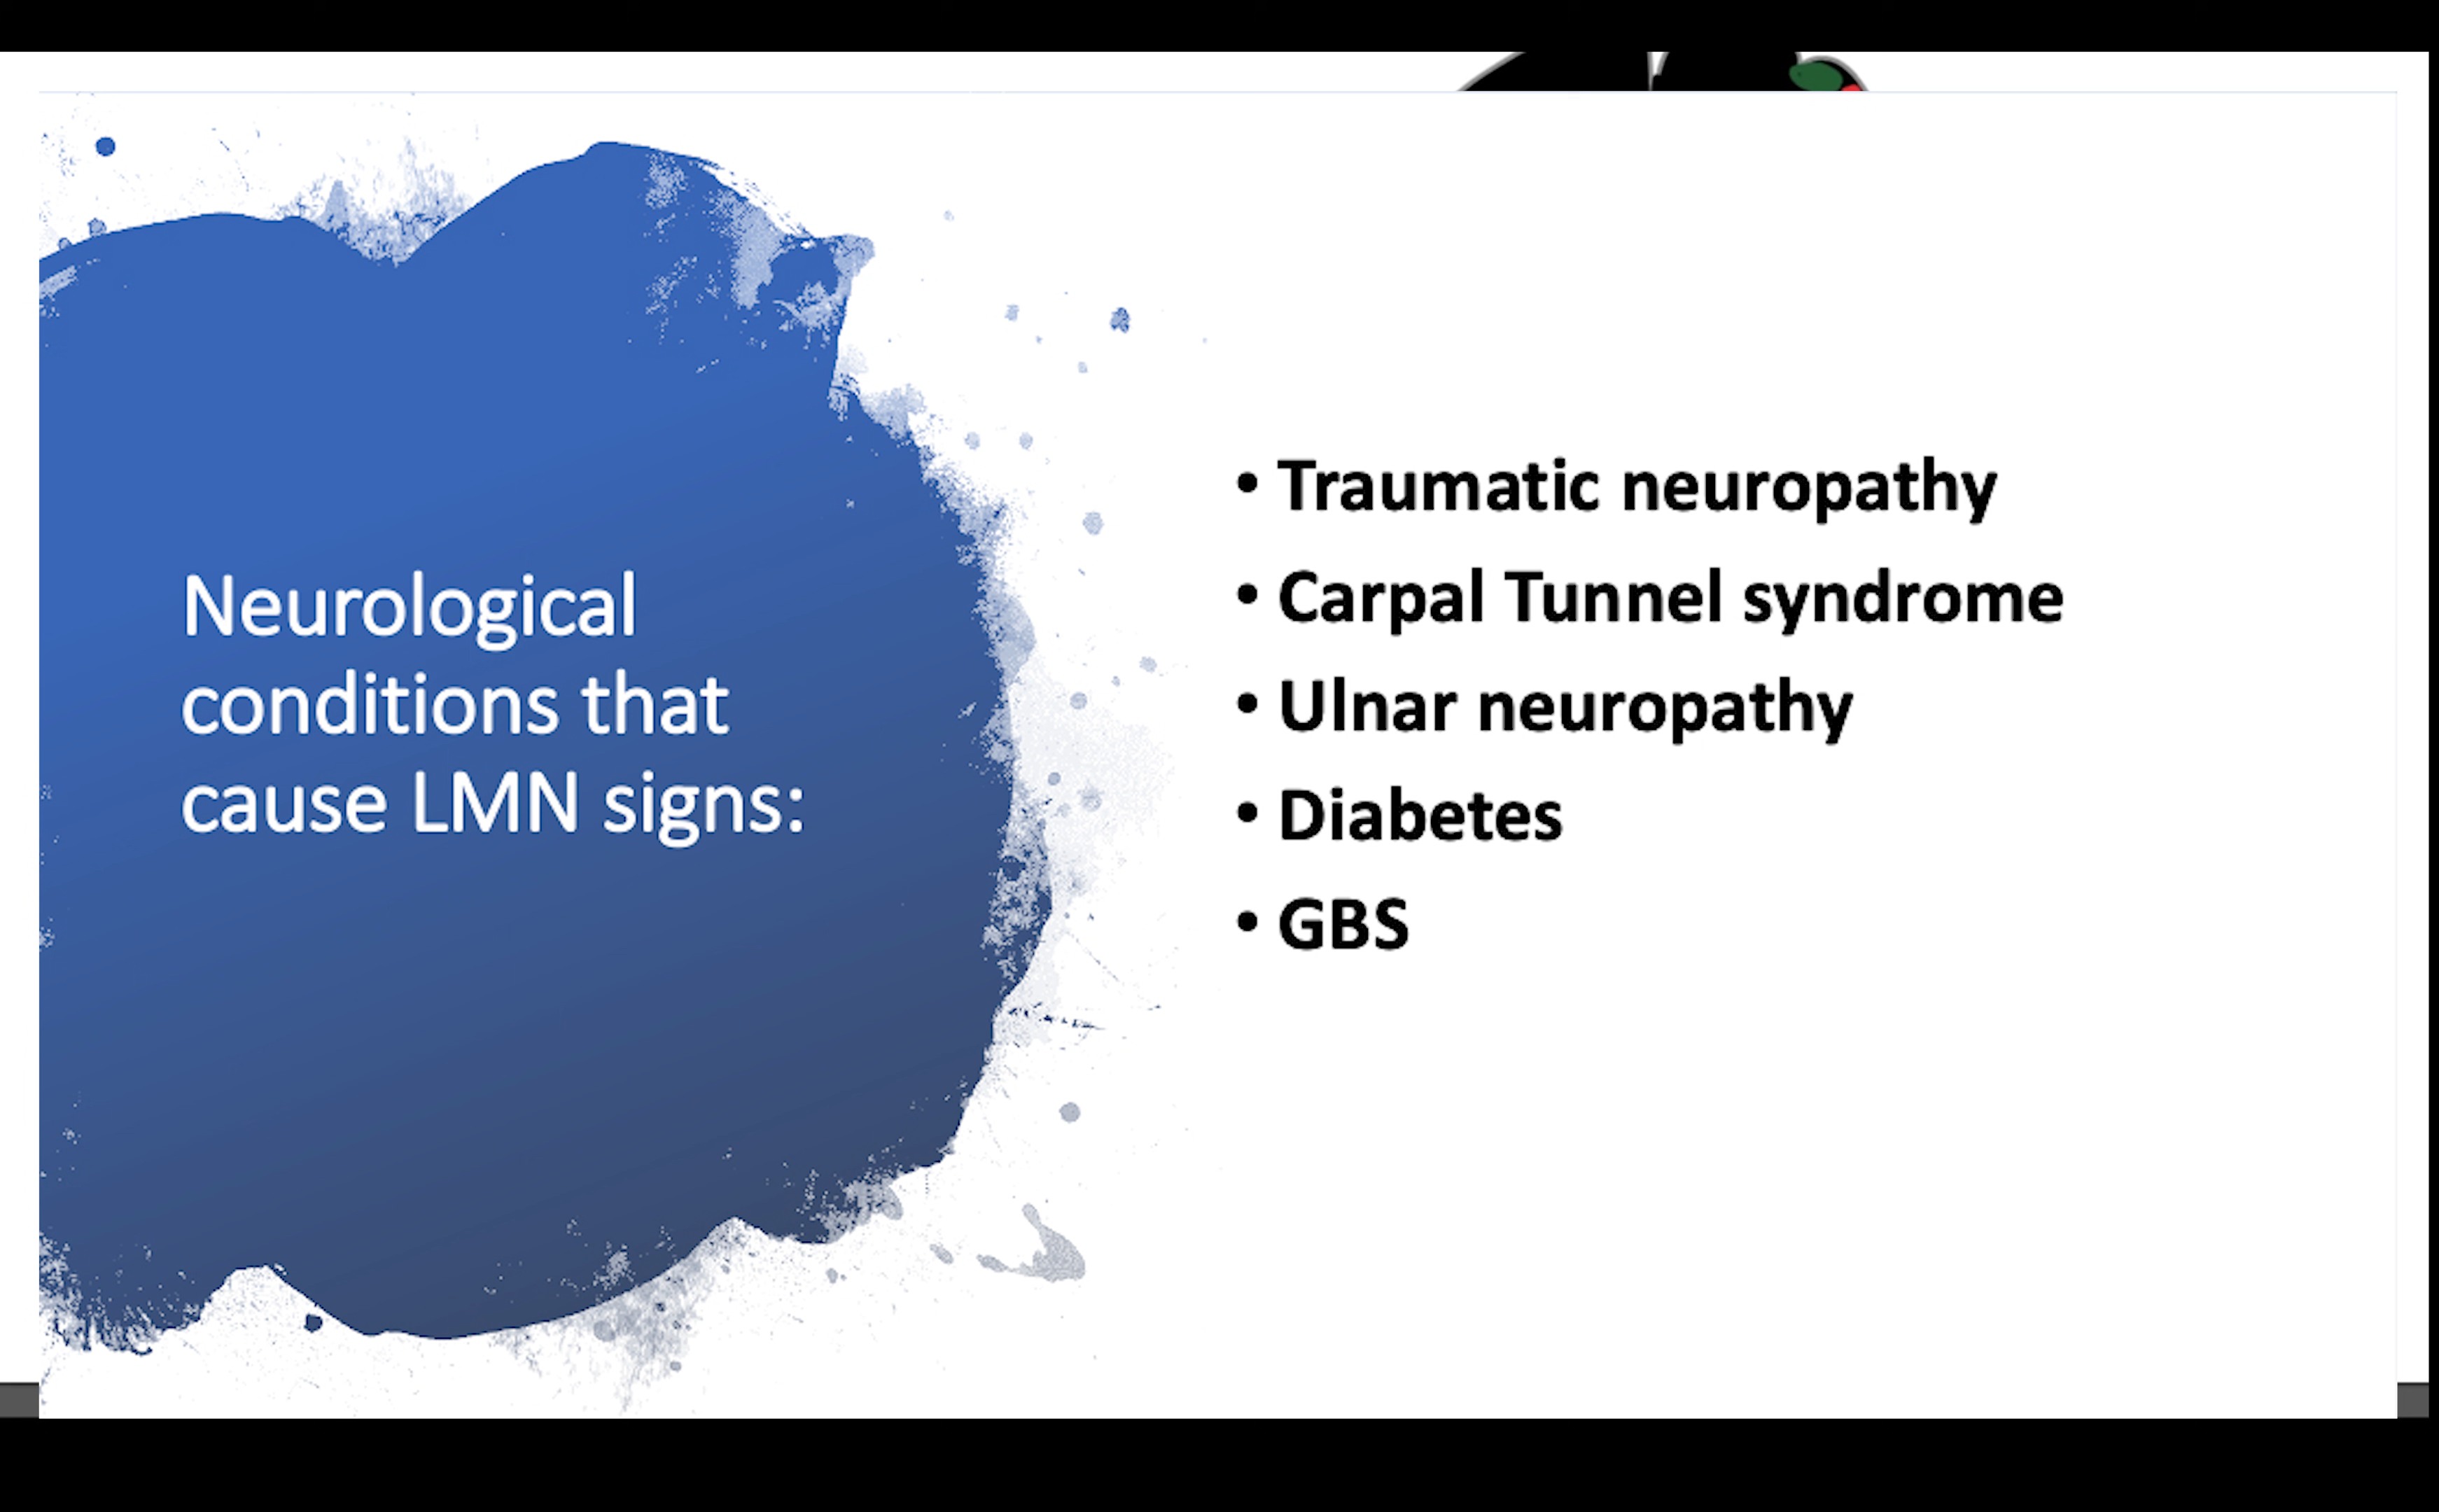 Neurological
conditions that
cause LMN signs:
• Traumatic neuropathy
• Carpal Tunnel syndrome
• Ulnar neuropathy
• Diabetes
• GBS